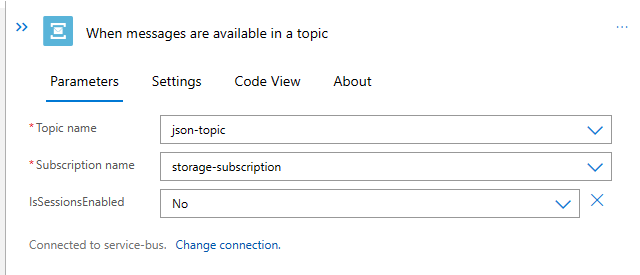 When messages are available in a topic
Parameters Settings Code View About
* Topic name json-topic
* Subscription name storage-subscription
IsSessionsEnabled No
Connected to service-bus. Change connection.